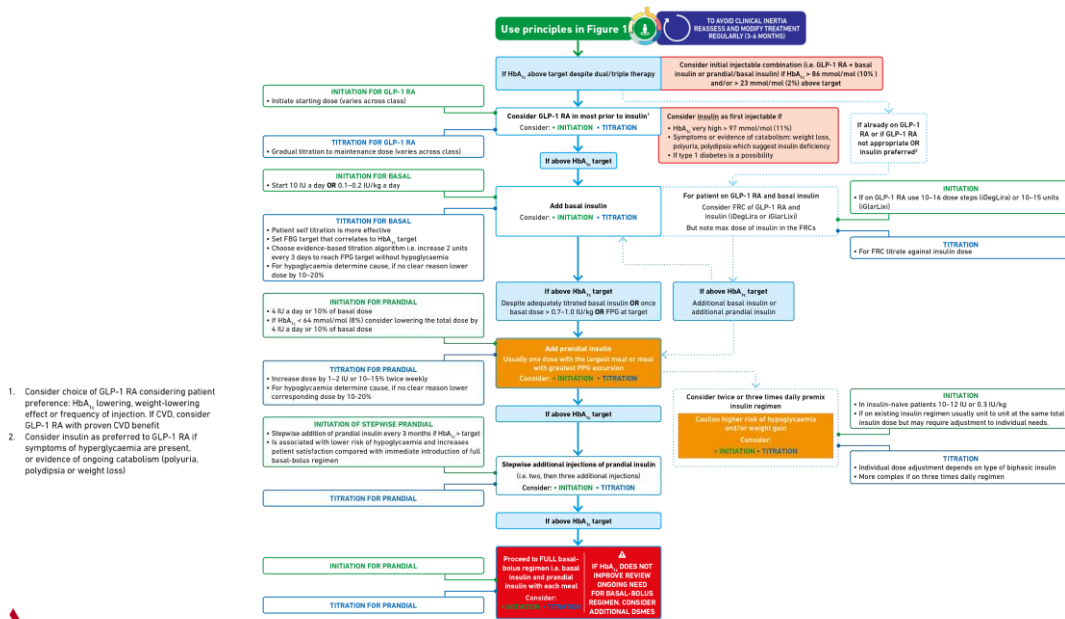 Use principles in Figure 1
TO AVOID CLINICAL INERTIA
REASSESS AND MODIFY TREATMENT
REGULARLY (3-6 MONTHS)
If HbA1c above target despite dual/triple therapy
Consider initial injectable combination (i.e. GLP-1 RA + basal
insulin or prandial/basal insulin) if HbA1c > 86 mmol/mol (10% )
and/or > 23 mmol/mol (2%) above target
INITIATION FOR GLP-1 RA
• Initiate starting dose (varies across class)
Consider GLP-1 RA in most prior to insulin1
Consider: • INITIATION • TITRATION
Consider insulin as first injectable if
• HbA1c very high > 97 mmol/mol (11%)
• Symptoms or evidence of catabolism: weight loss,
polyuria, polydipsia which suggest insulin deficiency
• If type 1 diabetes is a possibility
If already on GLP-1
RA or if GLP-1 RA
not appropriate OR
insulin preferred2
TITRATION FOR GLP-1 RA
• Gradual titration to maintenance dose (varies across class)
If above HbA1c target
INITIATION FOR BASAL
• Start 10 IU a day OR 0.1–0.2 IU/kg a day
Add basal insulin
Consider: • INITIATION • TITRATION
For patient on GLP-1 RA and basal insulin
Consider FRC of GLP-1 RA and
insulin (iDegLira or iGlarLixi)
But note max dose of insulin in the FRCs
INITIATION
• If on GLP-1 RA use 10–16 dose steps (iDegLira) or 10–15 units
(iGlarLixi)
TITRATION
• For FRC titrate against insulin dose
TITRATION FOR BASAL
• Patient self titration is more effective
• Set FBG target that correlates to HbA1c target
• Choose evidence-based titration algorithm i.e. increase 2 units
every 3 days to reach FPG target without hypoglycaemia
• For hypoglycaemia determine cause, if no clear reason lower
dose by 10–20%
If above HbA1c target
Despite adequately titrated basal insulin OR once
basal dose > 0.7–1.0 IU/kg OR FPG at target
If above HbA1c target
Additional basal insulin or
additional prandial insulin
INITIATION FOR PRANDIAL
• 4 IU a day or 10% of basal dose
• If HbA1c < 64 mmol/mol (8%) consider lowering the total dose by
4 IU a day or 10% of basal dose
Add prandial insulin
Usually one dose with the largest meal or meal
with greatest PPG excursion
Consider: • INITIATION • TITRATION
TITRATION FOR PRANDIAL
• Increase dose by 1–2 IU or 10–15% twice weekly
• For hypoglycaemia determine cause, if no clear reason lower
corresponding dose by 10-20%
Consider twice or three times daily premix
insulin regimen
Caution higher risk of hypoglycaemia
and/or weight gain
Consider:
• INITIATION • TITRATION
INITIATION
• In insulin-naive patients 10–12 IU or 0.3 IU/kg
• If on existing insulin regimen usually unit to unit at the same total
insulin dose but may require adjustment to individual needs.
TITRATION
• Individual dose adjustment depends on type of biphasic insulin
• More complex if on three times daily regimen
If above HbA1c target
INITIATION OF STEPWISE PRANDIAL
• Stepwise addition of prandial insulin every 3 months if HbA1c > target
• Is associated with lower risk of hypoglycaemia and increases
patient satisfaction compared with immediate introduction of full
basal-bolus regimen
Stepwise additional injections of prandial insulin
(i.e. two, then three additional injections)
Consider: • INITIATION • TITRATION
TITRATION FOR PRANDIAL
If above HbA1c target
INITIATION FOR PRANDIAL
TITRATION FOR PRANDIAL
Proceed to FULL basal-
bolus regimen i.e. basal
insulin and prandial
insulin with each meal
Consider:
• INITIATION • TITRATION
IF HbA1c DOES NOT
IMPROVE REVIEW
ONGOING NEED
FOR BASAL-BOLUS
REGIMEN. CONSIDER
ADDITIONAL DSMES
1. Consider choice of GLP-1 RA considering patient
preference: HbA1c lowering, weight-lowering
effect or frequency of injection. If CVD, consider
GLP-1 RA with proven CVD benefit
2. Consider insulin as preferred to GLP-1 RA if
symptoms of hyperglycaemia are present,
or evidence of ongoing catabolism (polyuria,
polydipsia or weight loss)